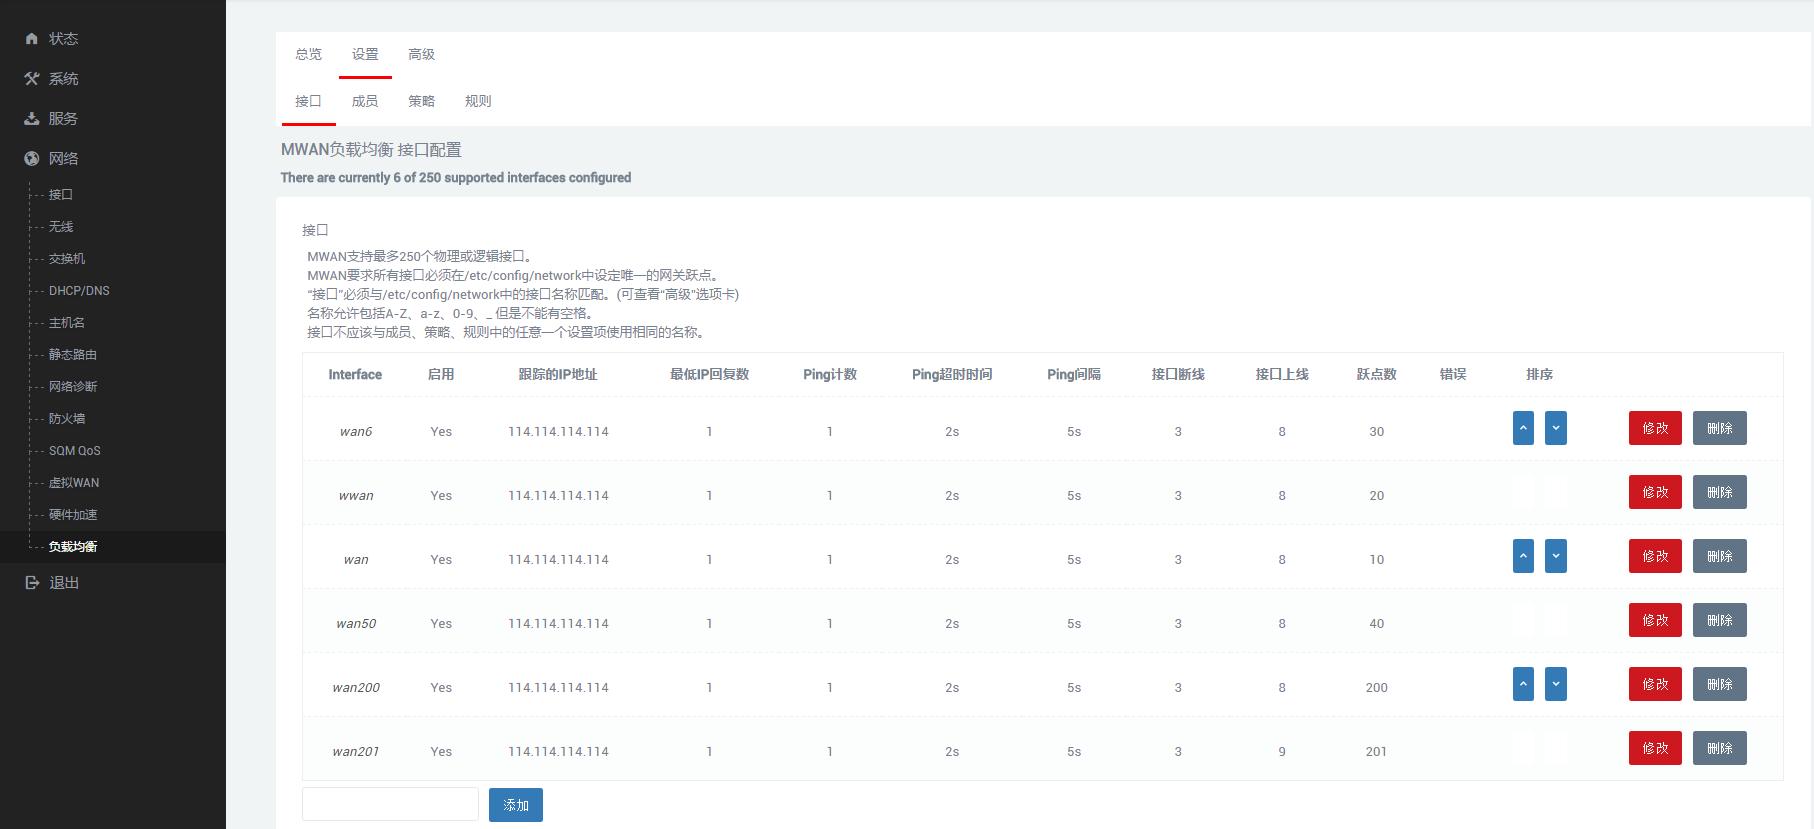 状态
系统
服务
网络
接口
无线
交换机
DHCP/DNS
主机名
静态路由
网络诊断
防火墙
SQM QoS
虚拟WAN
硬件加速
负载均衡
退出
总览 设置 高级
接口 成员 策略 规则
MWAN负载均衡 接口配置
There are currently 6 of 250 supported interfaces configured
接口
MWAN支持最多250个物理或逻辑接口。
MWAN要求所有接口必须在/etc/config/network中设定唯一的网关跃点。
“接口”必须与/etc/config/network中的接口名称匹配。(可查看“高级”选项卡)
名称允许包括A-Z、a-z、0-9、_ 但是不能有空格。
接口不应该与成员、策略、规则中的任意一个设置项使用相同的名称。
Interface 启用 跟踪的IP地址 最低IP回复数 Ping计数 Ping超时时间 Ping间隔 接口断线 接口上线 跃点数 错误 排序
wan6 Yes 114.114.114.114 1 1 2s 5s 3 8 30 修改 删除
wwan Yes 114.114.114.114 1 1 2s 5s 3 8 20 修改 删除
wan Yes 114.114.114.114 1 1 2s 5s 3 8 10 修改 删除
wan50 Yes 114.114.114.114 1 1 2s 5s 3 8 40 修改 删除
wan200 Yes 114.114.114.114 1 1 2s 5s 3 8 200 修改 删除
wan201 Yes 114.114.114.114 1 1 2s 5s 3 9 201 修改 删除
添加